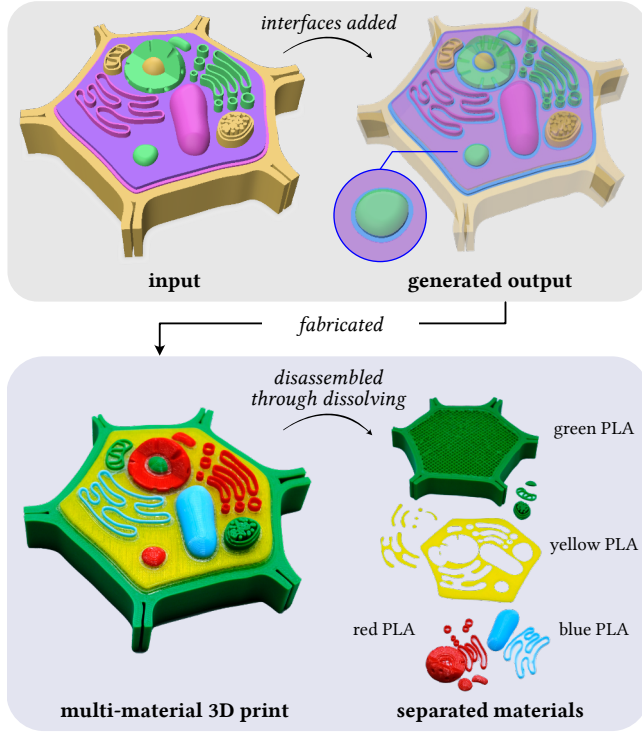 interfaces added
input
generated output
fabricated
disassembled
through dissolving
green PLA
yellow PLA
red PLA
blue PLA
multi-material 3D print
separated materials